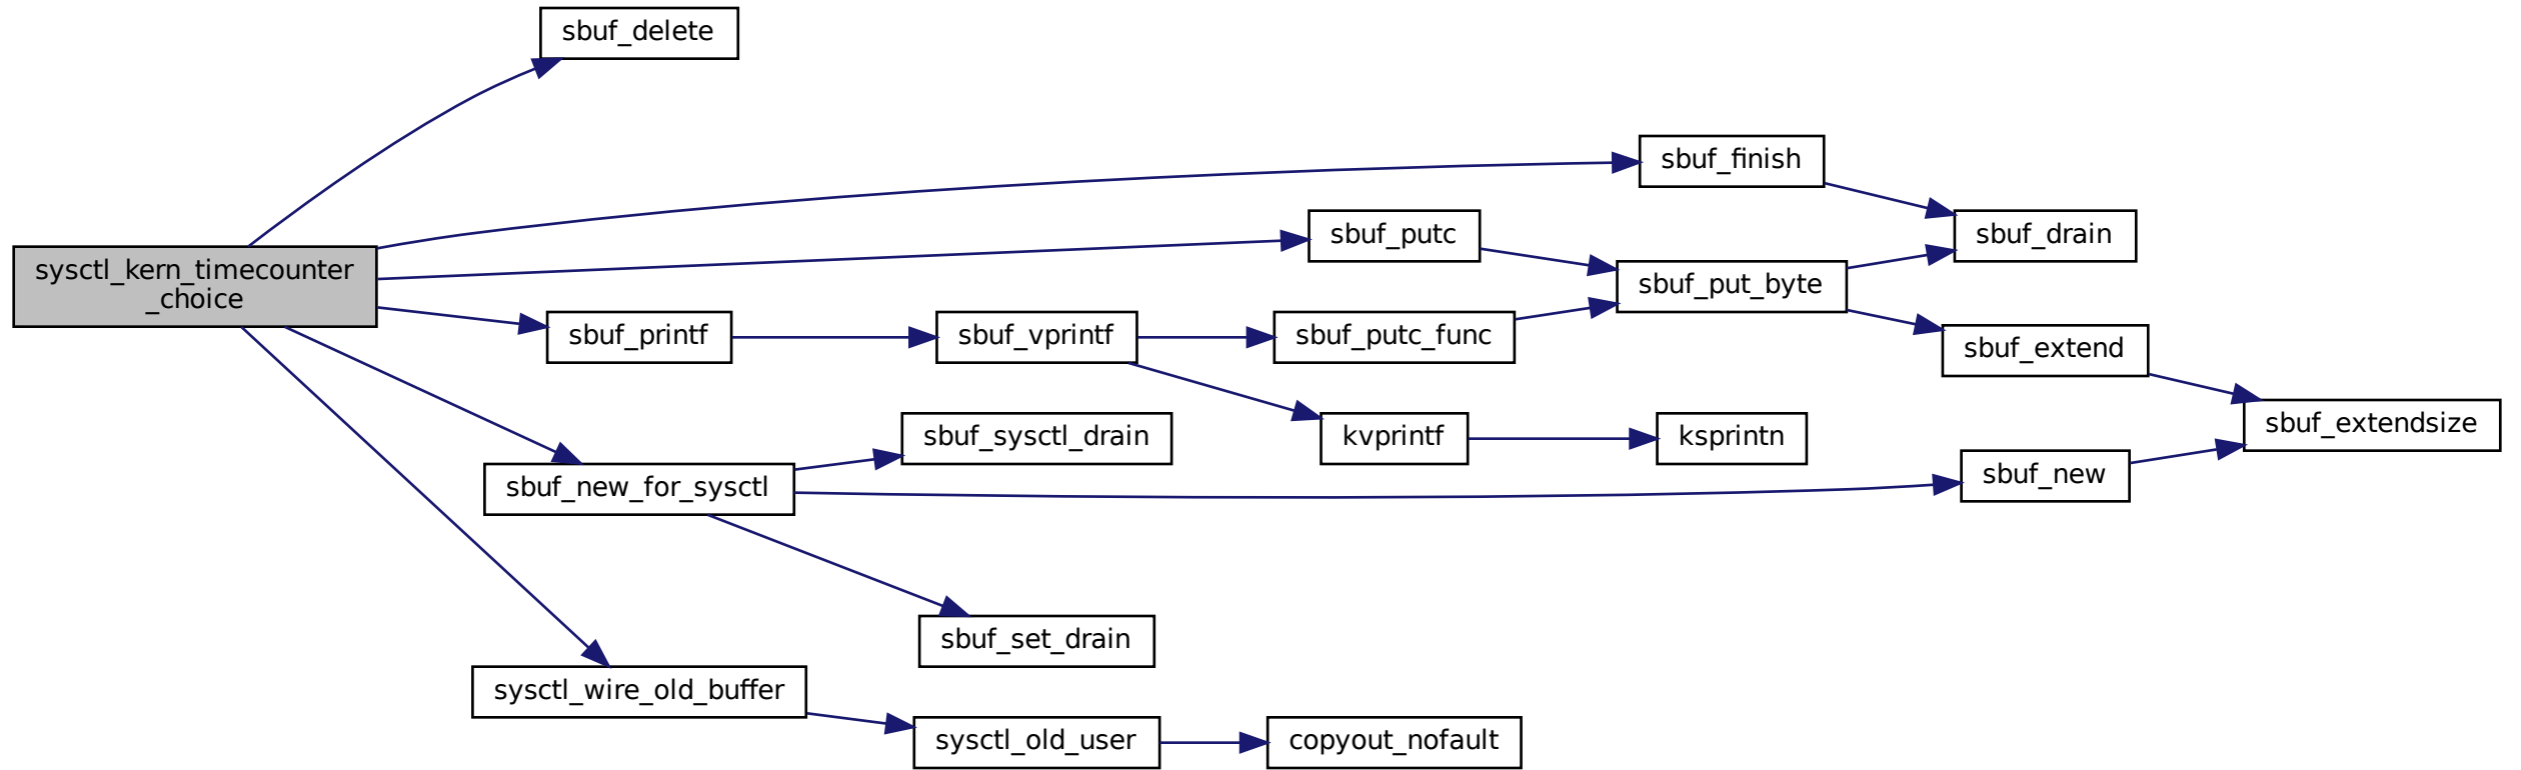 sbuf_delete
sbuf_finish
sbuf_putc
sbuf_drain
sysctl_kern_timecounter
_choice
sbuf_put_byte
sbuf_printf
sbuf_vprintf
sbuf_putc_func
sbuf_extend
sbuf_sysctl_drain
kvprintf
ksprintn
sbuf_extendsize
sbuf_new_for_sysctl
sbuf_new
sbuf_set_drain
sysctl_wire_old_buffer
sysctl_old_user
copyout_nofault